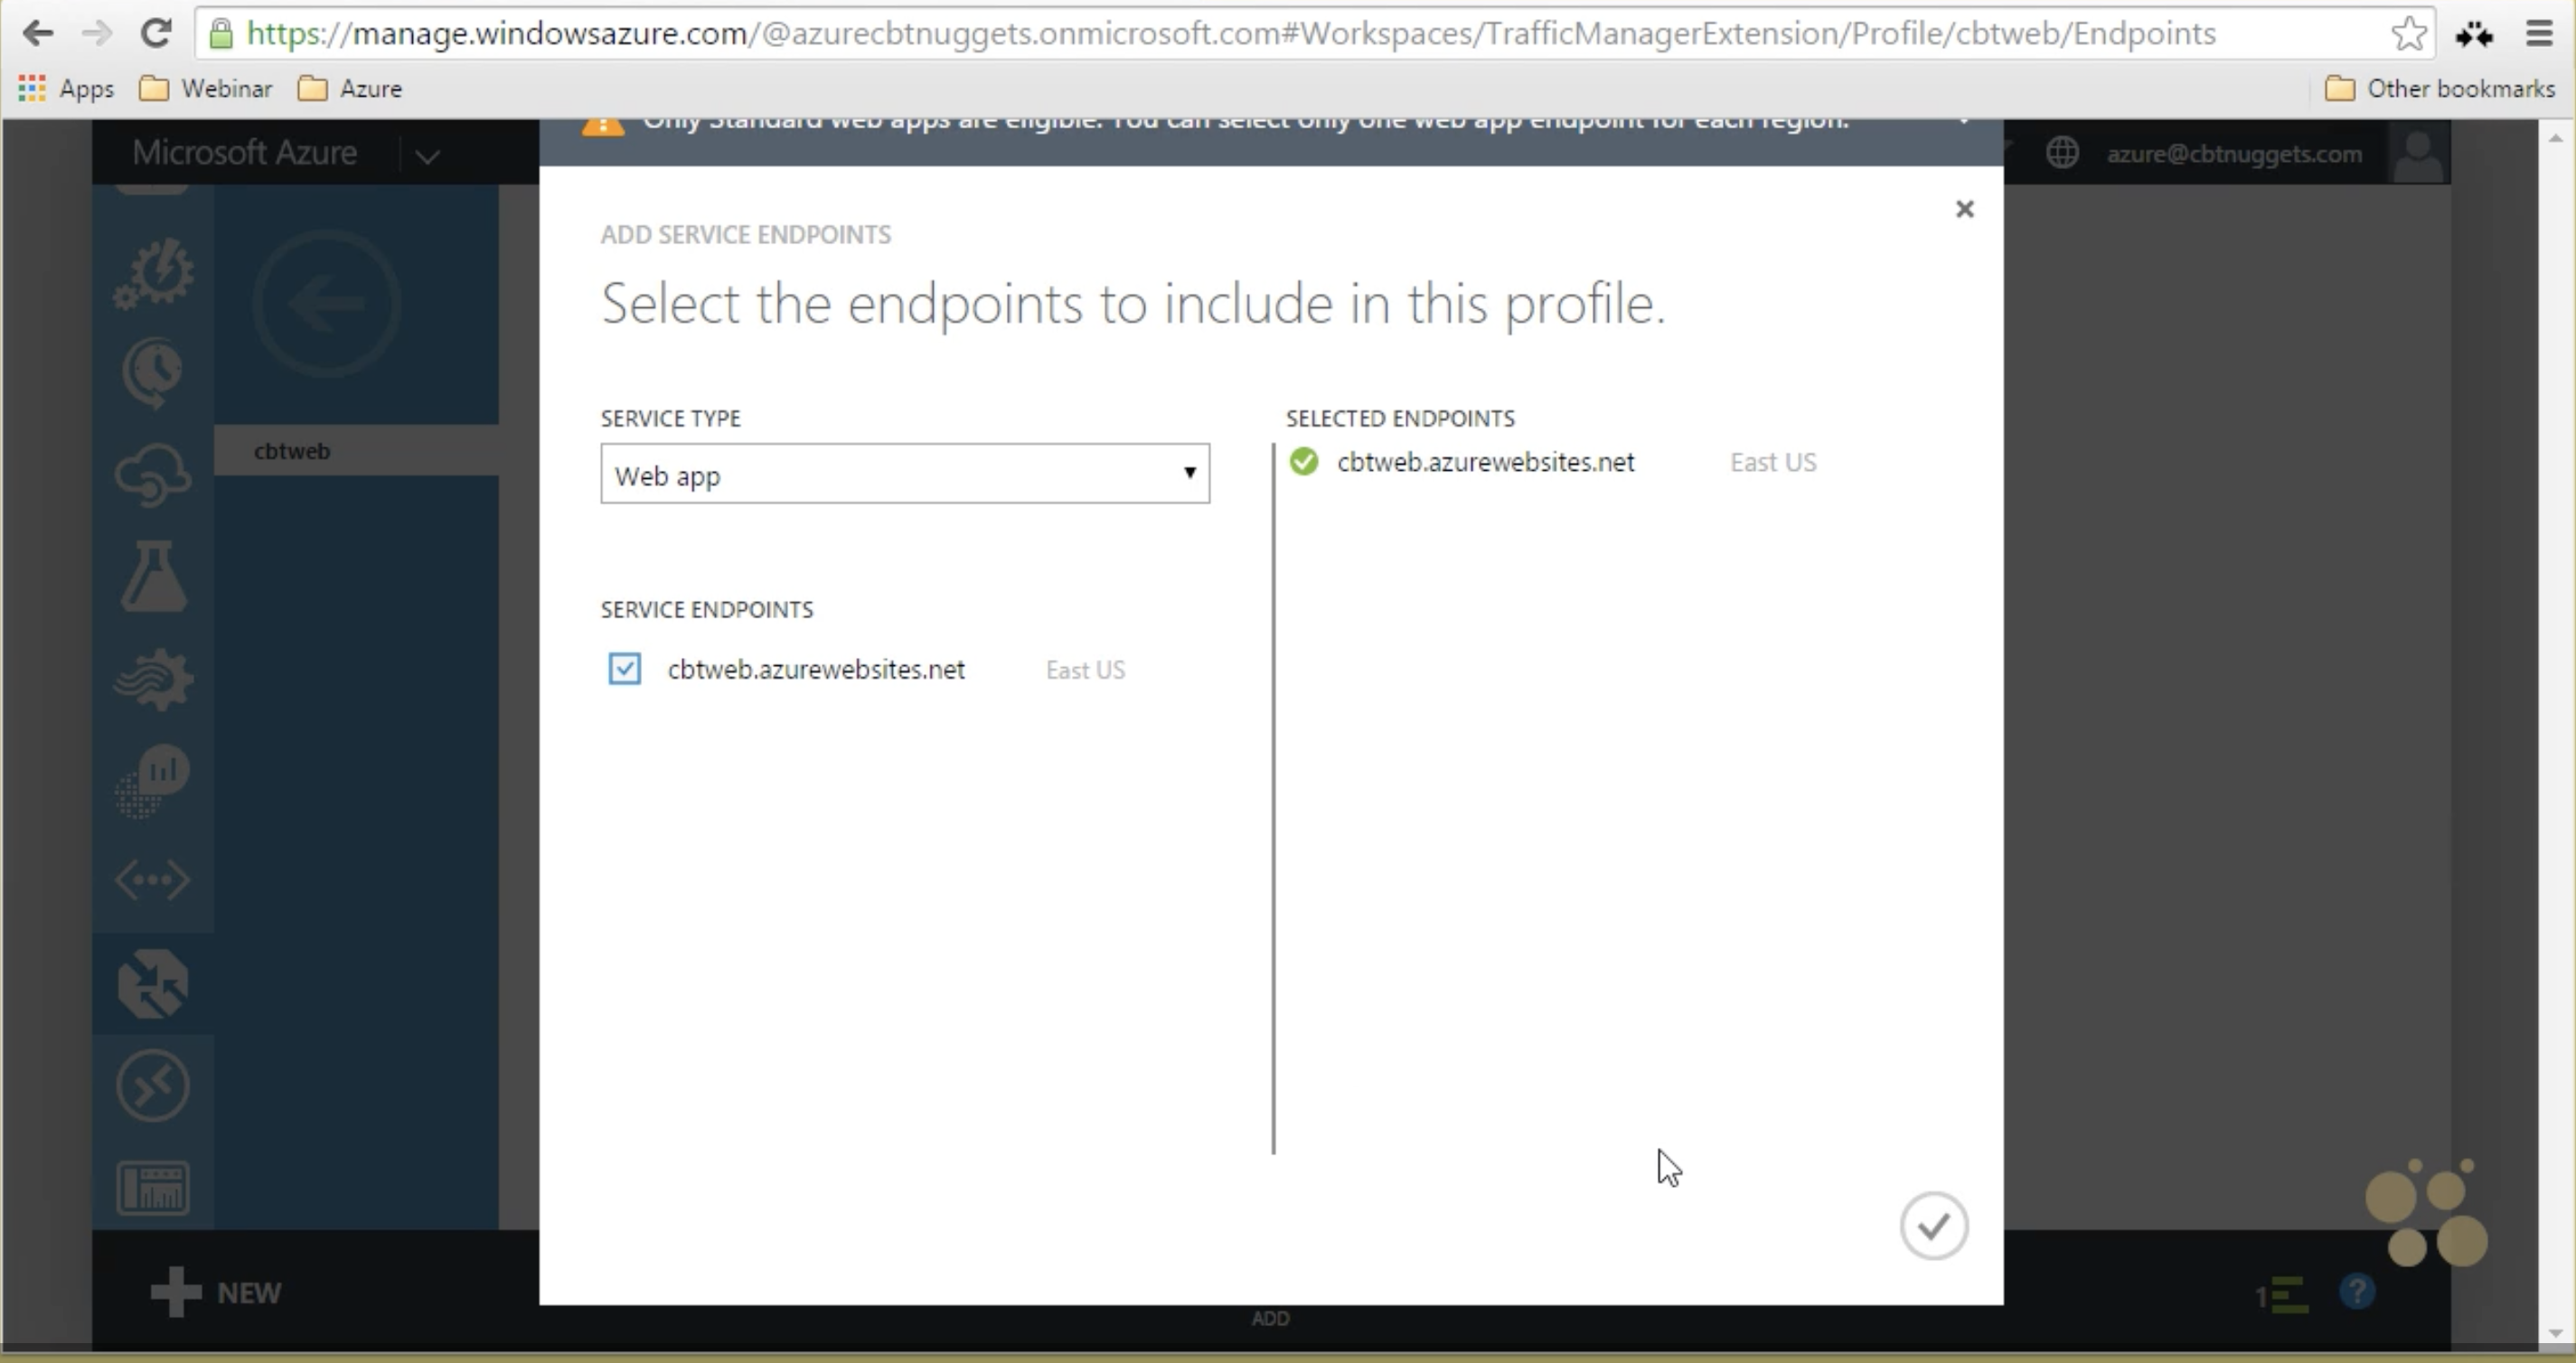 https://manage.windowsazure.com/@azurecbtnuggets.onmicrosoft.com#Workspaces/TrafficManagerExtension/Profile/cbtweb/Endpoints
Apps Webinar Azure Other bookmarks
Only Standard web apps are eligible. You can select only one web app endpoint for each region.
Microsoft Azure azure@cbtnuggets.com
ADD SERVICE ENDPOINTS
Select the endpoints to include in this profile.
SERVICE TYPE SELECTED ENDPOINTS
cbtweb cbtweb.azurewebsites.net East US
Web app
SERVICE ENDPOINTS
cbtweb.azurewebsites.net East US
NEW 1 ?
ADD